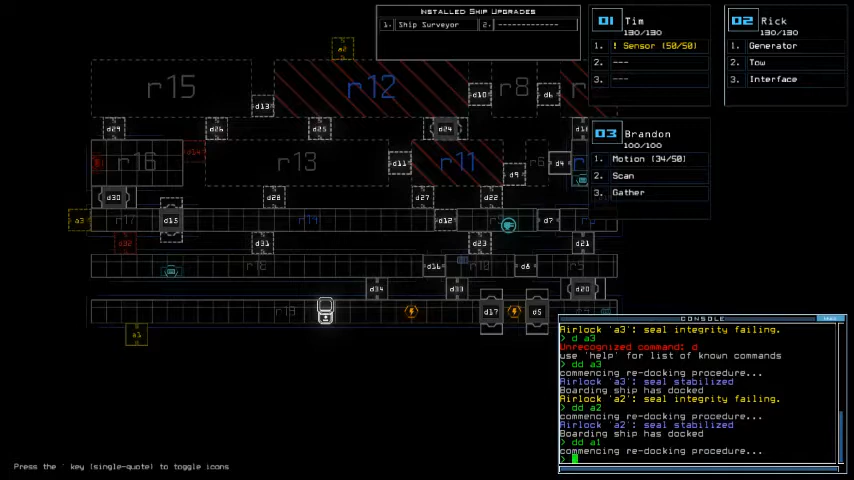 INSTALLED SHIP UPGRADES
1. Ship Surveyor 2. --------------
01 Tim
130/130
1. ! Sensor (50/50)
2. ---
3. ---
02 Rick
130/130
1. Generator
2. Tow
3. Interface
03 Brandon
100/100
1. Motion (34/50)
2. Scan
3. Gather
a2
r15
r12
r8
d13
d10
d6
d29
d26
d25
d24
r16
d14
r13
d11
r11
d9
r6
d4
d30
d28
d27
d22
a3
r17
d15
r14
d12
d7
d32
d31
d23
d21
r18
d16
r10
d8
r9
d34
d33
d20
r19
d17
d5
a1
CONSOLE
Airlock 'a3': seal integrity failing.
> d a3
Unrecognized command: d
use 'help' for list of known commands
> dd a3
commencing re-docking procedure...
Airlock 'a3': seal stabilized
Boarding ship has docked
Airlock 'a2': seal integrity failing.
> dd a2
commencing re-docking procedure...
Airlock 'a2': seal stabilized
Boarding ship has docked
> dd a1
commencing re-docking procedure...
>
Press the ' key (single-quote) to toggle icons